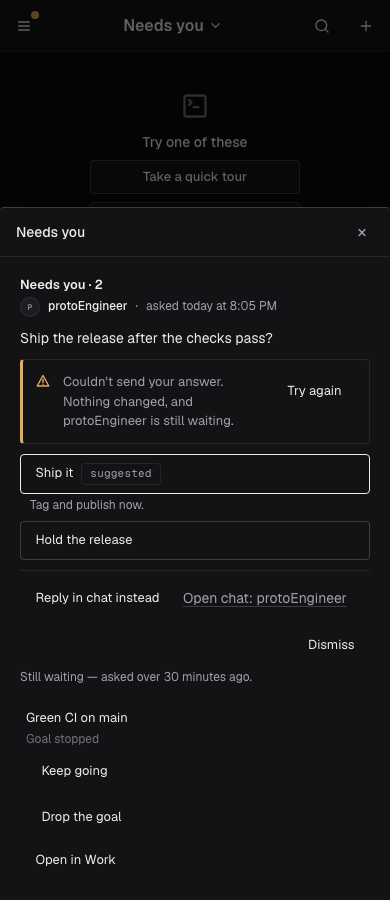 Needs you
Try one of these
Take a quick tour
Needs you
Needs you · 2
P protoEngineer · asked today at 8:05 PM
Ship the release after the checks pass?
Couldn't send your answer.
Nothing changed, and
protoEngineer is still waiting.
Try again
Ship it suggested
Tag and publish now.
Hold the release
Reply in chat instead Open chat: protoEngineer
Dismiss
Still waiting — asked over 30 minutes ago.
Green CI on main
Goal stopped
Keep going
Drop the goal
Open in Work